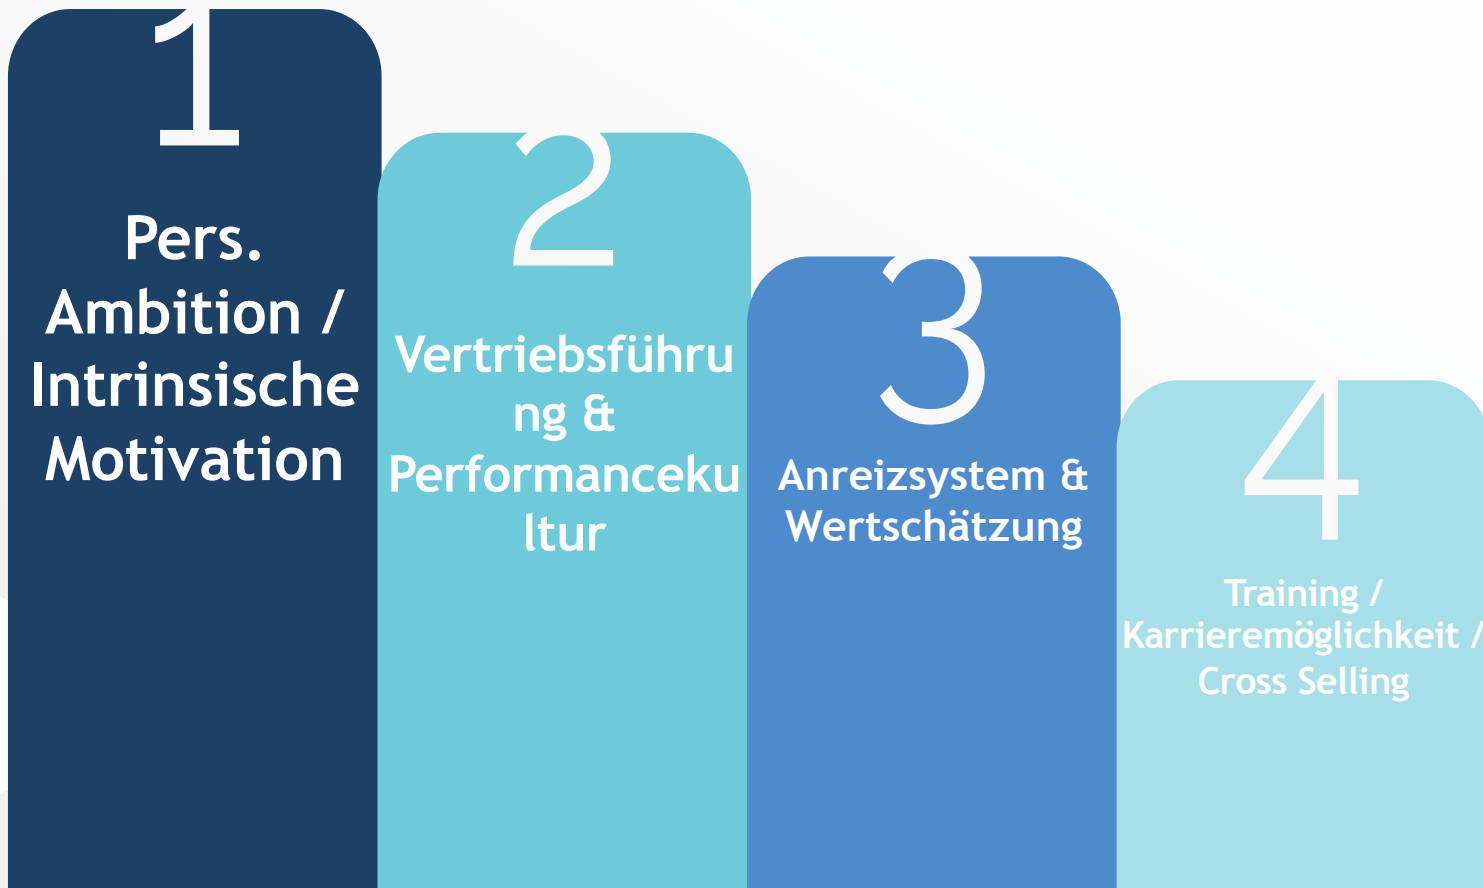 1
Pers.
Ambition /
Intrinsische
Motivation
2
Vertriebsführu
ng &
Performanceku
ltur
3
Anreizsystem &
Wertschätzung
4
Training /
Karrieremöglichkeit /
Cross Selling